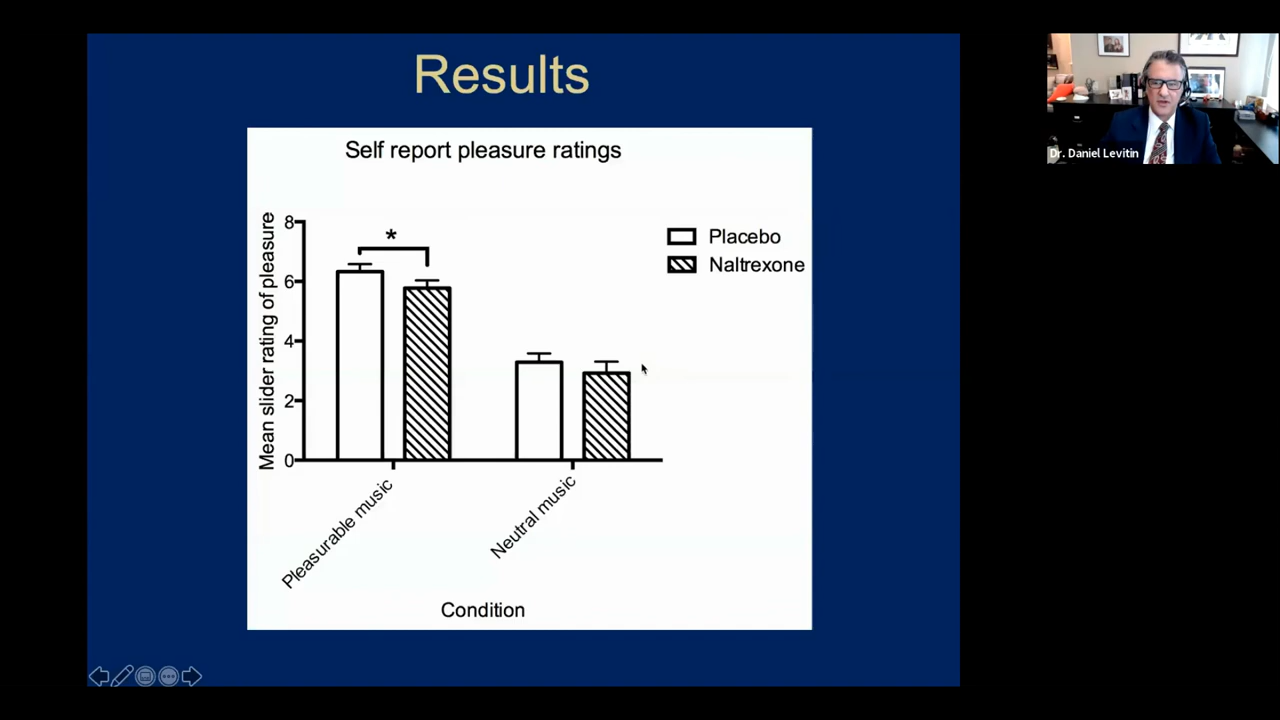 Results
Self report pleasure ratings
Mean slider rating of pleasure
8
6
4
2
0
*
Placebo
Naltrexone
Pleasurable music
Neutral music
Condition
Dr. Daniel Levitin